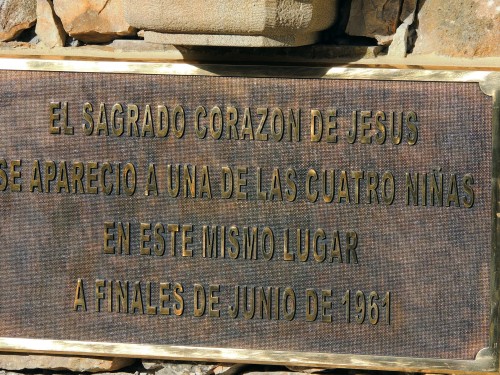 EL SAGRADO CORAZON DE JESUS
SE APARECIO A UNA DE LAS CUATRO NIÑAS
EN ESTE MISMO LUGAR
A FINALES DE JUNIO DE 1961